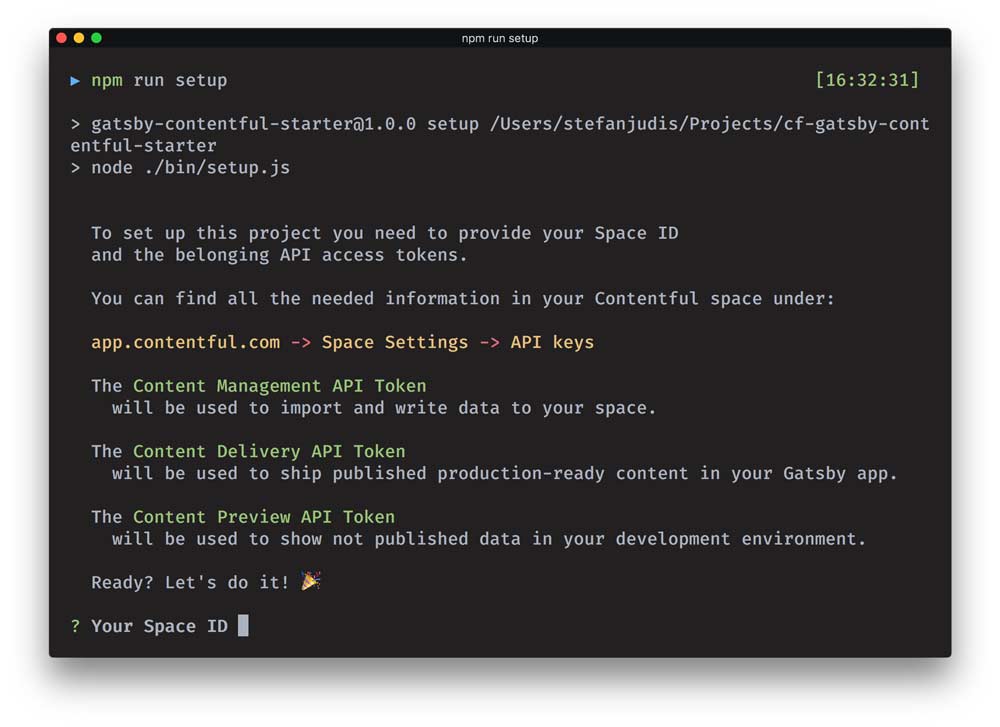 npm run setup
▶ npm run setup [16:32:31]
> gatsby-contentful-starter@1.0.0 setup /Users/stefanjudis/Projects/cf-gatsby-cont
entful-starter
> node ./bin/setup.js
To set up this project you need to provide your Space ID
and the belonging API access tokens.
You can find all the needed information in your Contentful space under:
app.contentful.com -> Space Settings -> API keys
The Content Management API Token
will be used to import and write data to your space.
The Content Delivery API Token
will be used to ship published production-ready content in your Gatsby app.
The Content Preview API Token
will be used to show not published data in your development environment.
Ready? Let's do it! 🎉
? Your Space ID